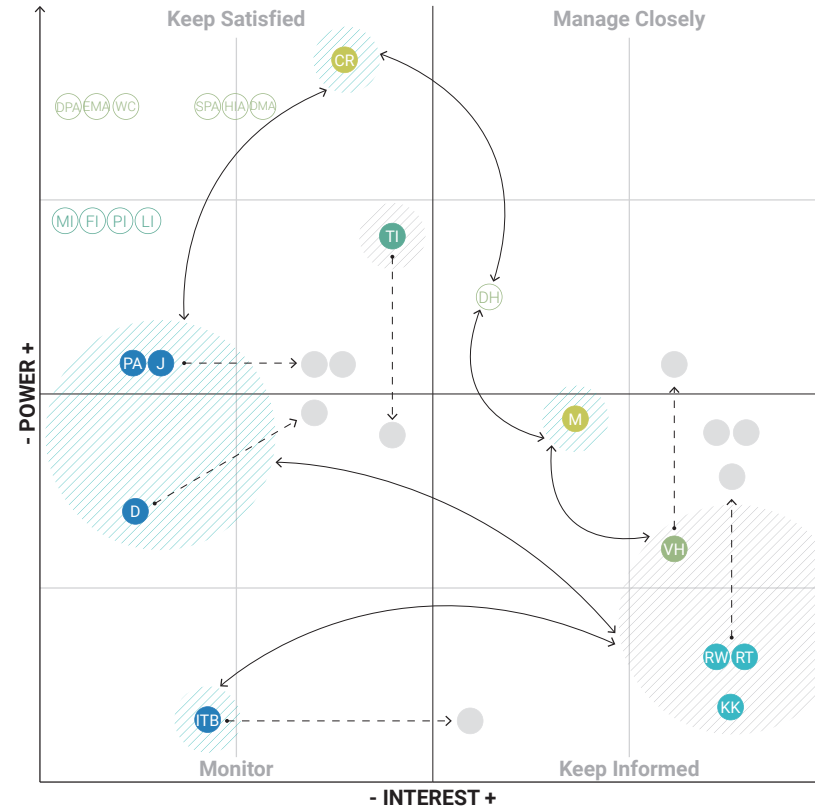 Keep Satisfied
Manage Closely
CR
DPA EMA WC SPA HIA DMA
MI FI PI LI
TI
DH
PA J
M
D
VH
RW RT
KK
ITB
Monitor
Keep Informed
- POWER +
- INTEREST +